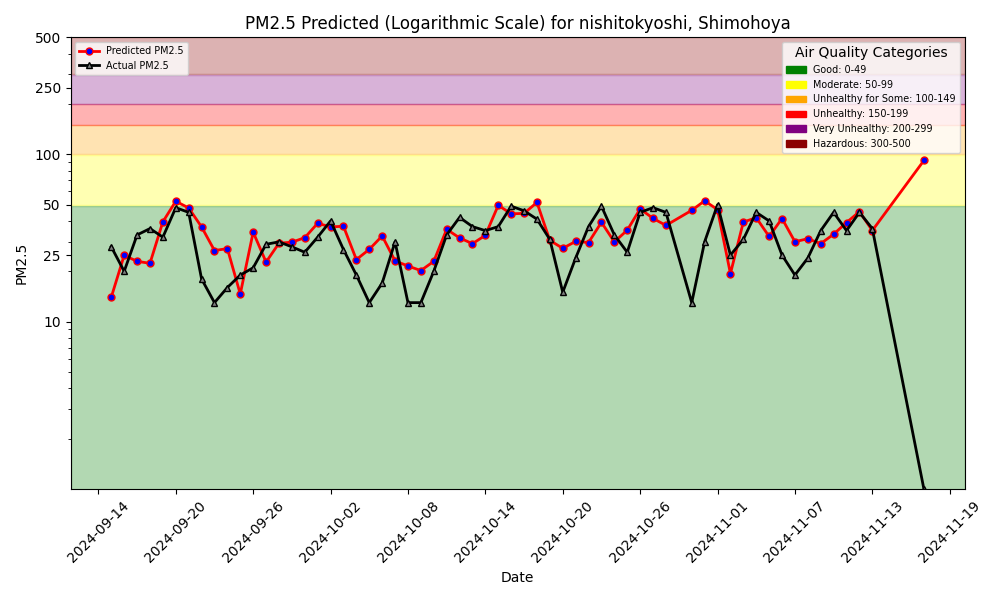 PM2.5 Predicted (Logarithmic Scale) for nishitokyoshi, Shimohoya
Predicted PM2.5
Actual PM2.5
Air Quality Categories
Good: 0-49
Moderate: 50-99
Unhealthy for Some: 100-149
Unhealthy: 150-199
Very Unhealthy: 200-299
Hazardous: 300-500
PM2.5
500
250
100
50
25
10
2024-09-14
2024-09-20
2024-09-26
2024-10-02
2024-10-08
2024-10-14
2024-10-20
2024-10-26
2024-11-01
2024-11-07
2024-11-13
2024-11-19
Date